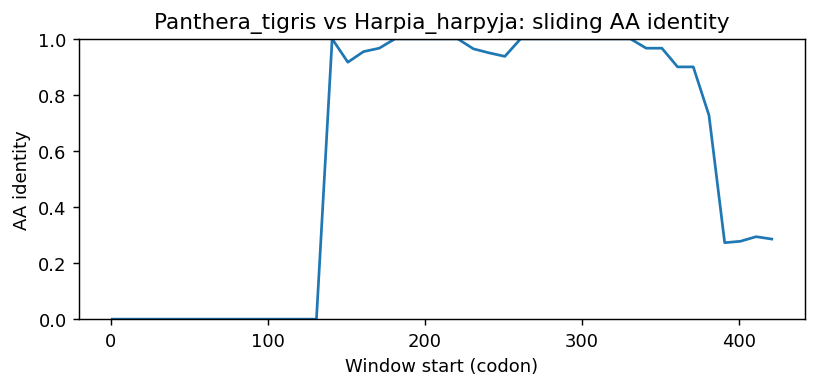 Panthera_tigris vs Harpia_harpyja: sliding AA identity
1.0
0.8
0.6
0.4
0.2
0.0
AA identity
0 100 200 300 400
Window start (codon)